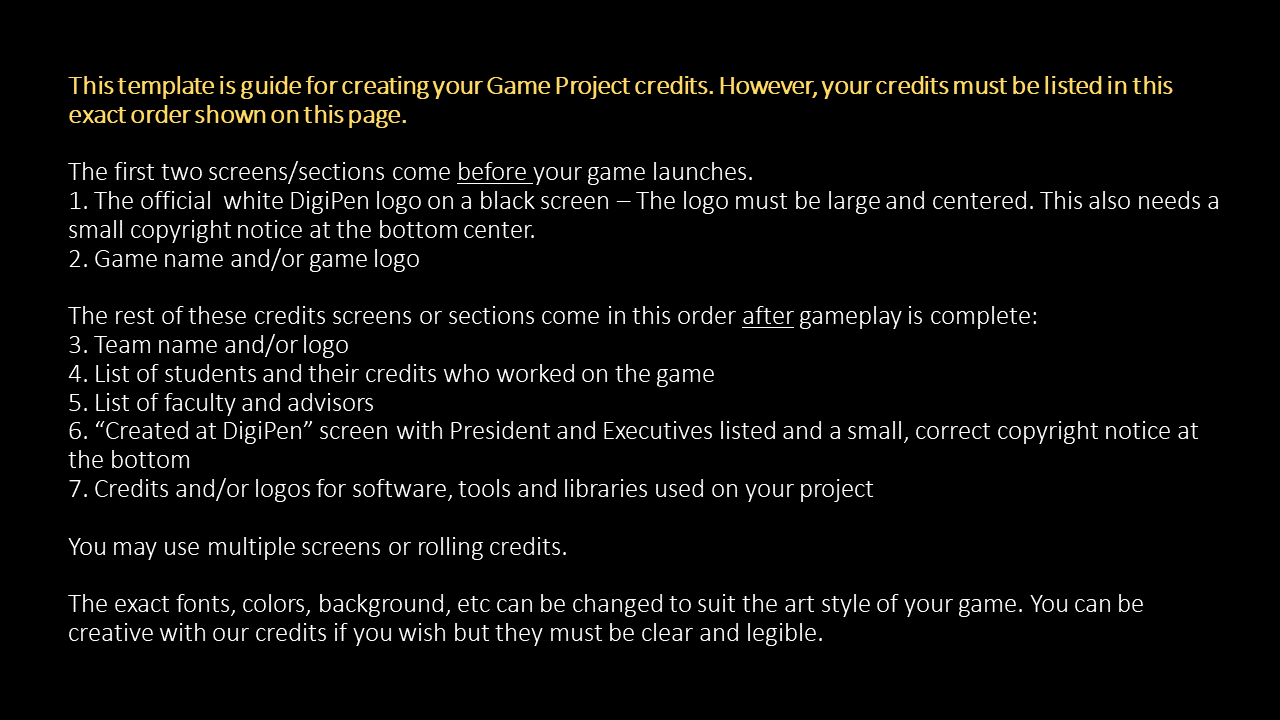 This template is guide for creating your Game Project credits. However, your credits must be listed in this
exact order shown on this page.
The first two screens/sections come before your game launches.
1. The official  white DigiPen logo on a black screen – The logo must be large and centered. This also needs a
small copyright notice at the bottom center.
2. Game name and/or game logo
The rest of these credits screens or sections come in this order after gameplay is complete:
3. Team name and/or logo
4. List of students and their credits who worked on the game
5. List of faculty and advisors
6. “Created at DigiPen” screen with President and Executives listed and a small, correct copyright notice at
the bottom
7. Credits and/or logos for software, tools and libraries used on your project
You may use multiple screens or rolling credits.
The exact fonts, colors, background, etc can be changed to suit the art style of your game. You can be
creative with our credits if you wish but they must be clear and legible.